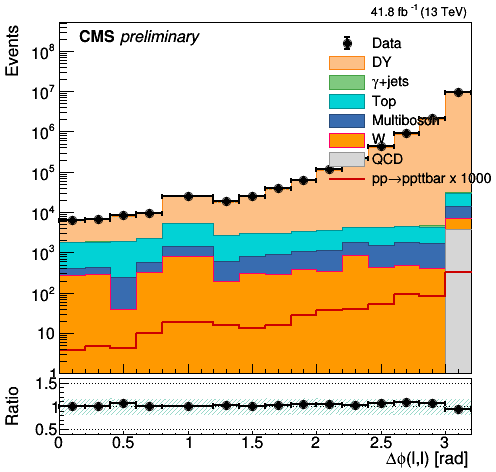 41.8 fb⁻¹ (13 TeV)
CMS preliminary
Events
Data
DY
γ+jets
Top
Multiboson
W
QCD
pp→ppttbar x 1000
10⁸
10⁷
10⁶
10⁵
10⁴
10³
10²
10
1
Ratio
1.5
1
0.5
0 0.5 1 1.5 2 2.5 3
Δϕ(l,l) [rad]